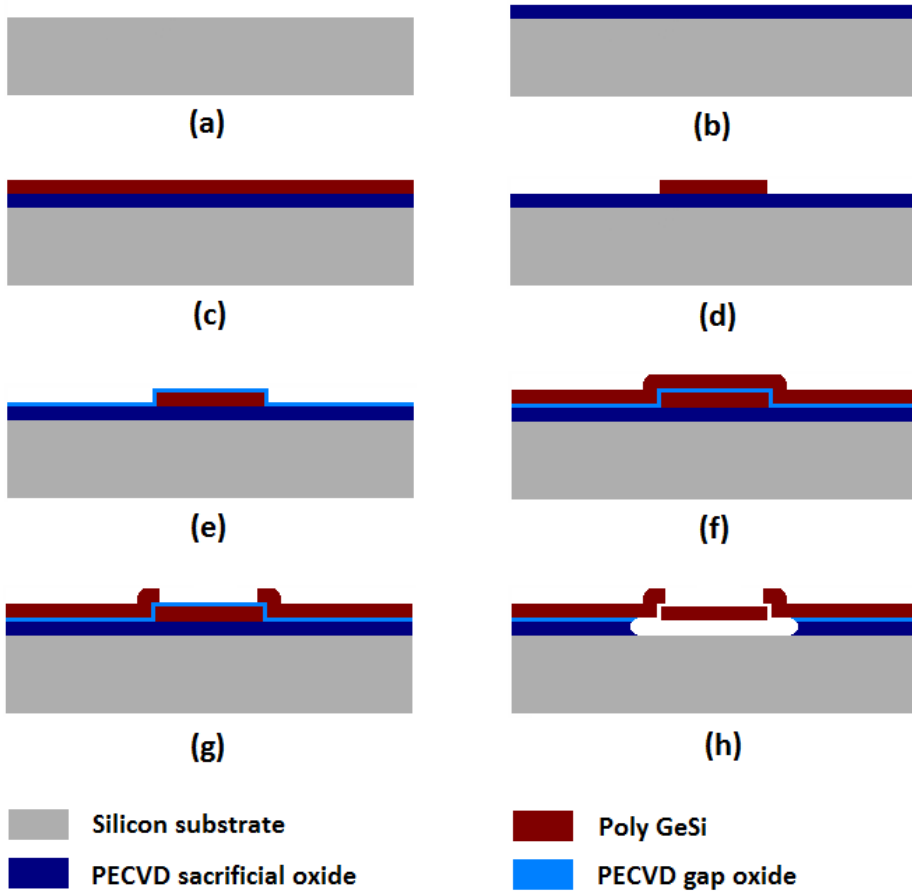 (a)
(b)
(c)
(d)
(e)
(f)
(g)
(h)
Silicon substrate
Poly GeSi
PECVD sacrificial oxide
PECVD gap oxide